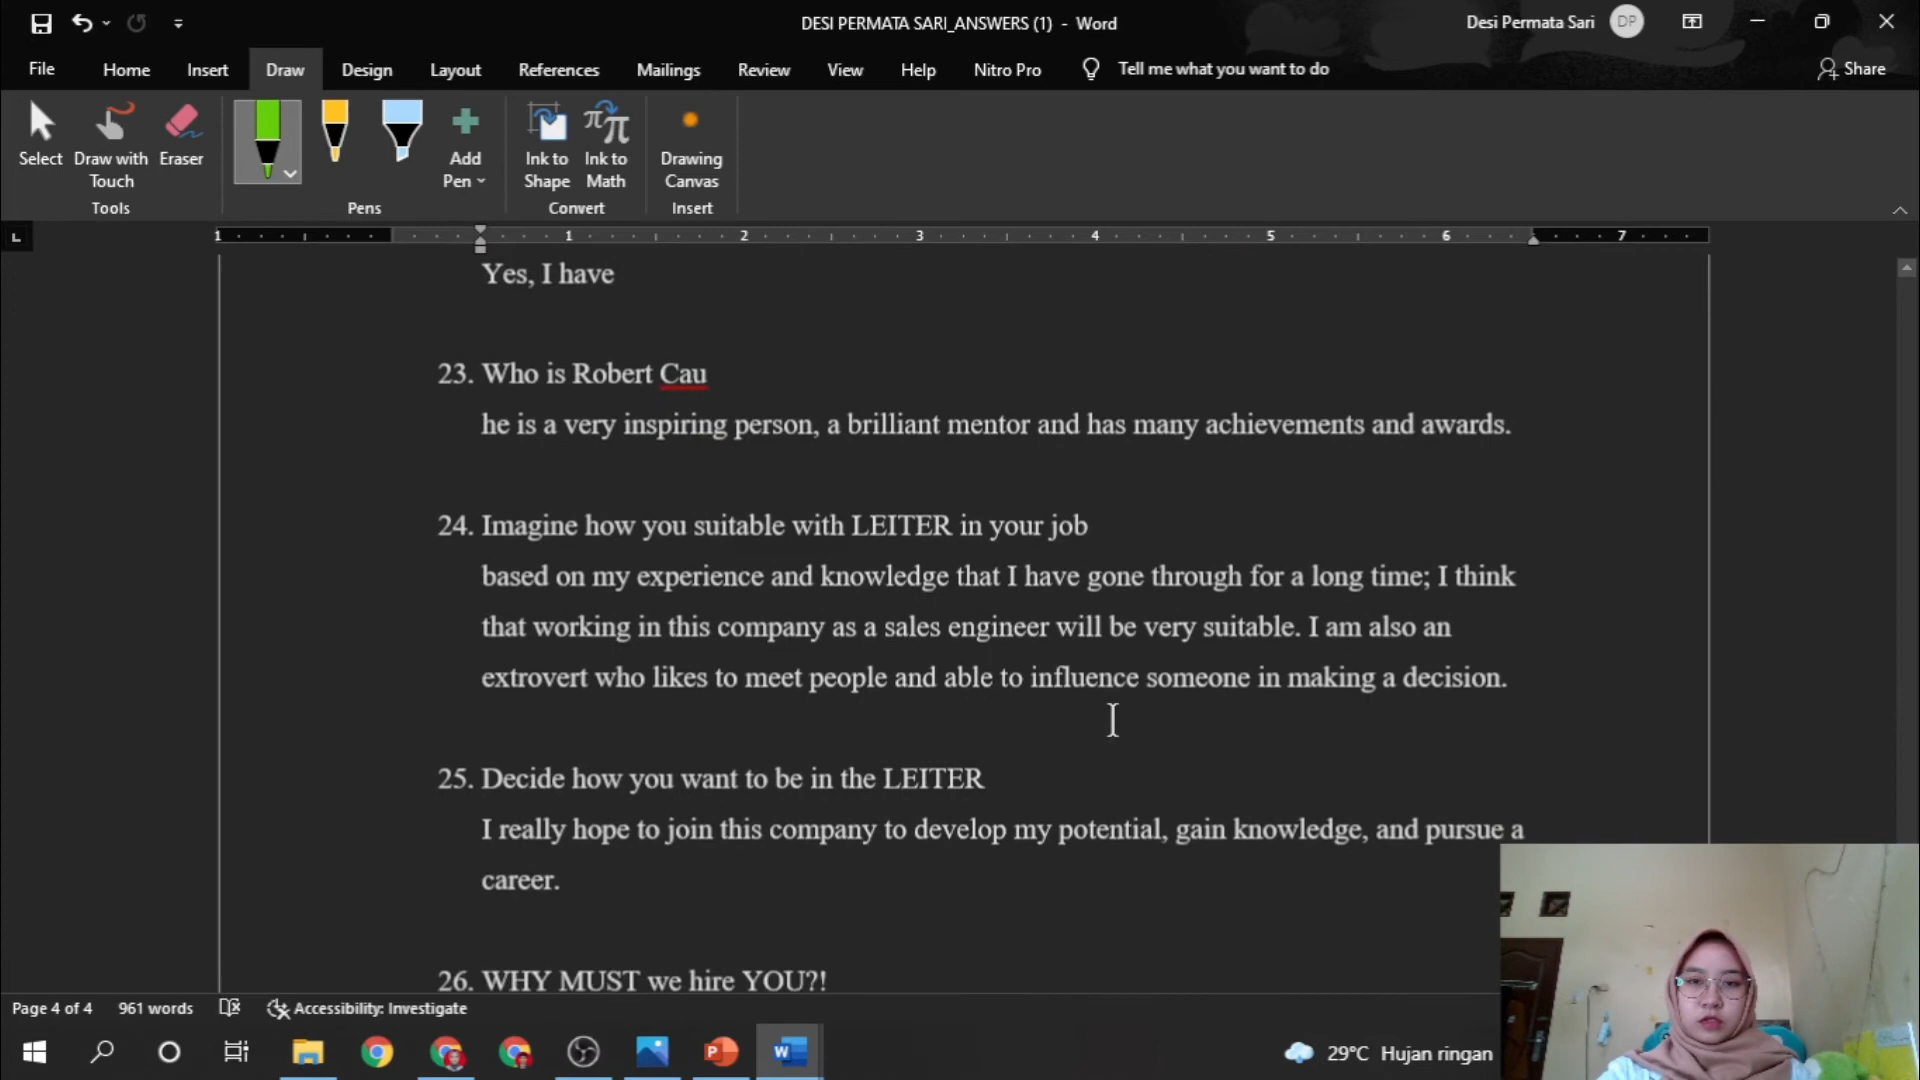 DESI PERMATA SARI_ANSWERS (1) - Word
Desi Permata Sari
DP
File
Home
Insert
Draw
Design
Layout
References
Mailings
Review
View
Help
Nitro Pro
Tell me what you want to do
Share
Select
Draw with Touch
Eraser
Add Pen
Ink to Shape
Ink to Math
Drawing Canvas
Tools
Pens
Convert
Insert
1 1 2 3 4 5 6 7
Yes, I have
23. Who is Robert Cau
he is a very inspiring person, a brilliant mentor and has many achievements and awards.
24. Imagine how you suitable with LEITER in your job
based on my experience and knowledge that I have gone through for a long time; I think
that working in this company as a sales engineer will be very suitable. I am also an
extrovert who likes to meet people and able to influence someone in making a decision.
25. Decide how you want to be in the LEITER
I really hope to join this company to develop my potential, gain knowledge, and pursue a
career.
26. WHY MUST we hire YOU?!
Page 4 of 4
961 words
Accessibility: Investigate
29°C Hujan ringan